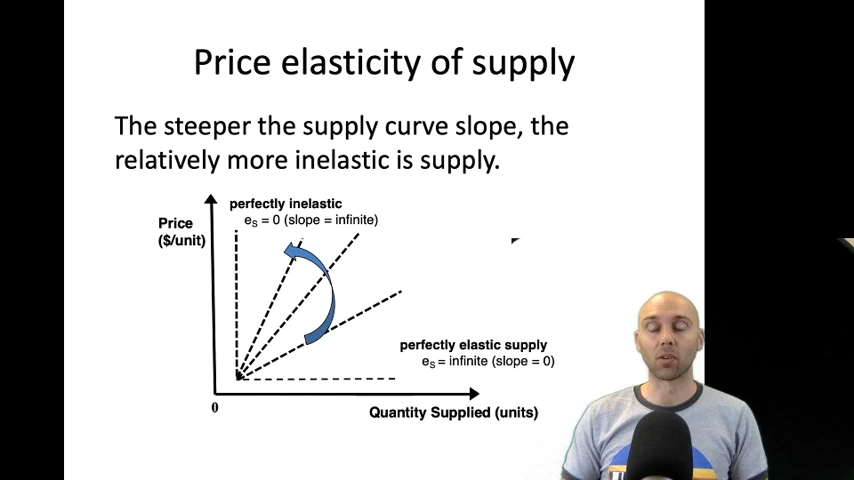 Price elasticity of supply
The steeper the supply curve slope, the
relatively more inelastic is supply.
perfectly inelastic
eS = 0 (slope = infinite)
Price
($/unit)
perfectly elastic supply
eS = infinite (slope = 0)
0
Quantity Supplied (units)